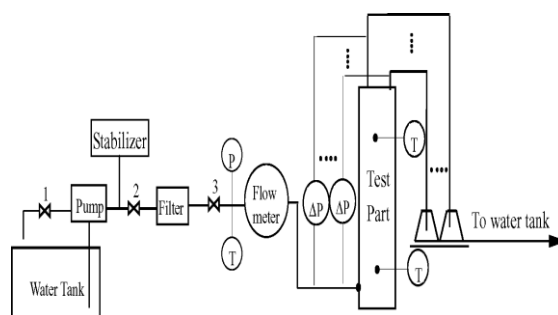 Stabilizer
1
Pump
2
Filter
3
P
T
Flow
meter
ΔP
ΔP
Test
Part
T
T
To water tank
Water Tank